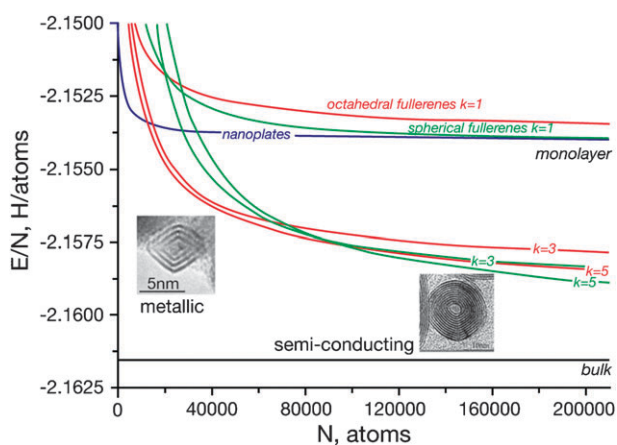 -2.1500
-2.1525
-2.1550
-2.1575
-2.1600
-2.1625
E/N, H/atoms
octahedral fullerenes k=1
spherical fullerenes k=1
nanoplates
monolayer
k=3
k=3
k=5
k=5
5nm
metallic
semi-conducting
bulk
0
40000
80000
120000
160000
200000
N, atoms